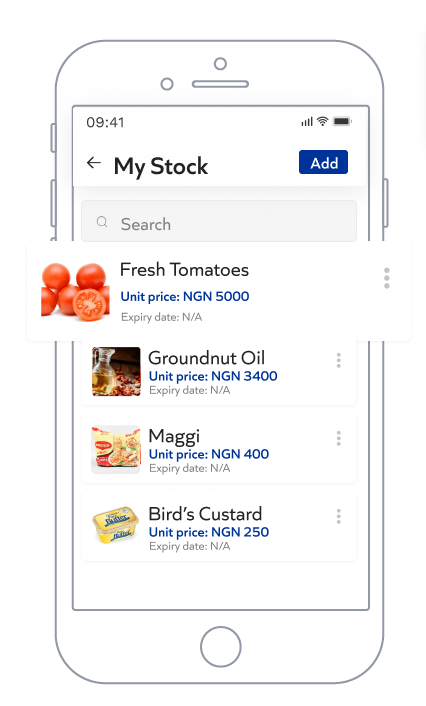 09:41
My Stock
Add
Search
Fresh Tomatoes
Unit price: NGN 5000
Expiry date: N/A
Groundnut Oil
Unit price: NGN 3400
Expiry date: N/A
Maggi
Unit price: NGN 400
Expiry date: N/A
Bird's Custard
Unit price: NGN 250
Expiry date: N/A